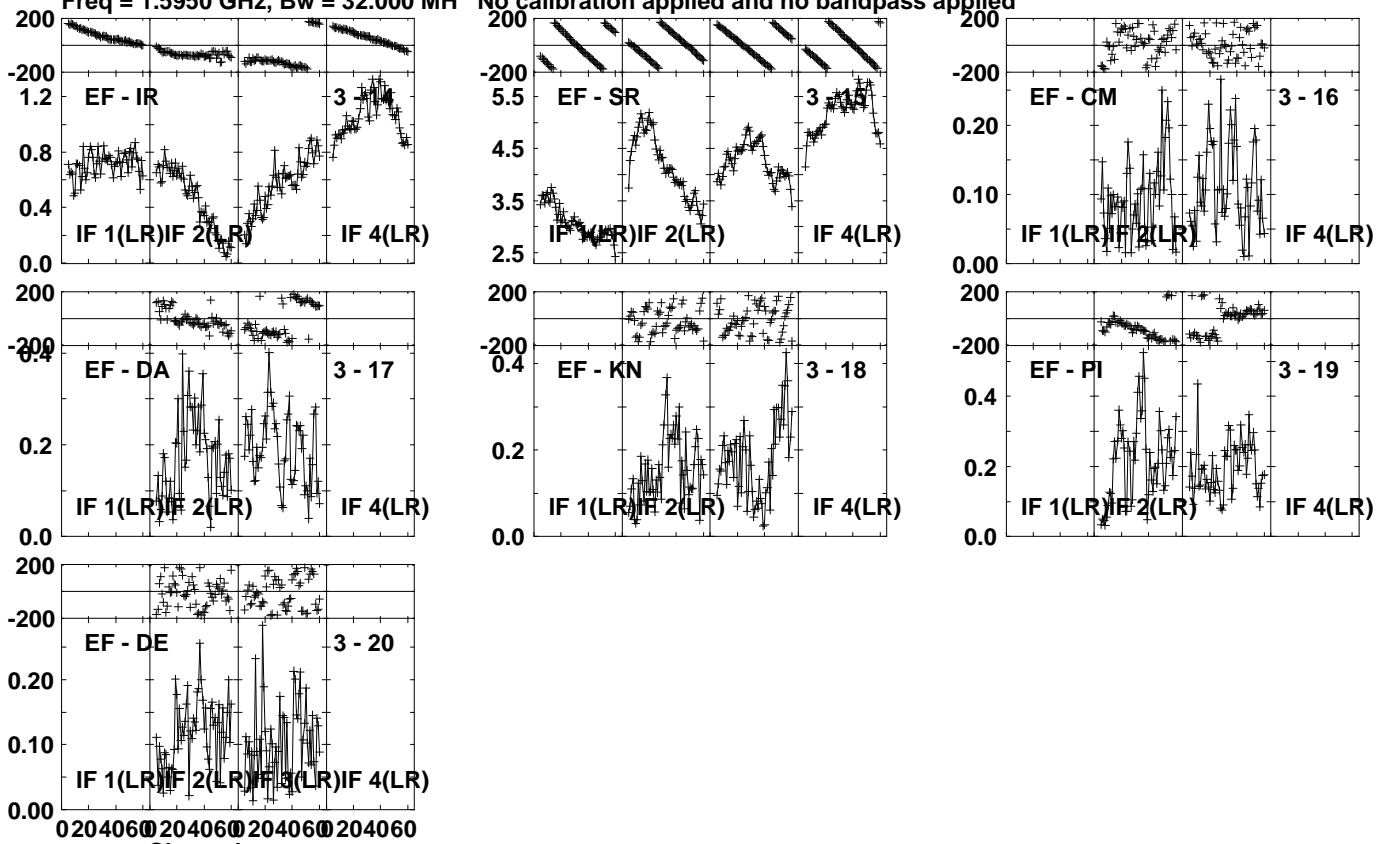 Freq = 1.5950 GHz, Bw = 32.000 MH No calibration applied and no bandpass applied
200
-200
1.2
0.8
0.4
0.0
EF - IR
3 - 14
IF 1(LR)IF 2(LR)
IF 4(LR)
5.5
4.5
3.5
2.5
EF - SR
3 - 15
IF 1(LR)IF 2(LR)
IF 4(LR)
200
-200
0.20
0.10
0.00
EF - CM
3 - 16
IF 1(LR)IF 2(LR)
IF 4(LR)
200
-200
0.4
0.2
0.0
EF - DA
3 - 17
IF 1(LR)IF 2(LR)
IF 4(LR)
200
-200
0.4
0.2
0.0
EF - KN
3 - 18
IF 1(LR)IF 2(LR)
IF 4(LR)
200
-200
0.4
0.2
0.0
EF - PI
3 - 19
IF 1(LR)IF 2(LR)
IF 4(LR)
200
-200
0.20
0.10
0.00
EF - DE
3 - 20
IF 1(LR)IF 2(LR)IF 3(LR)IF 4(LR)
0 20 40 60 0 20 40 60 0 20 40 60 0 20 40 60